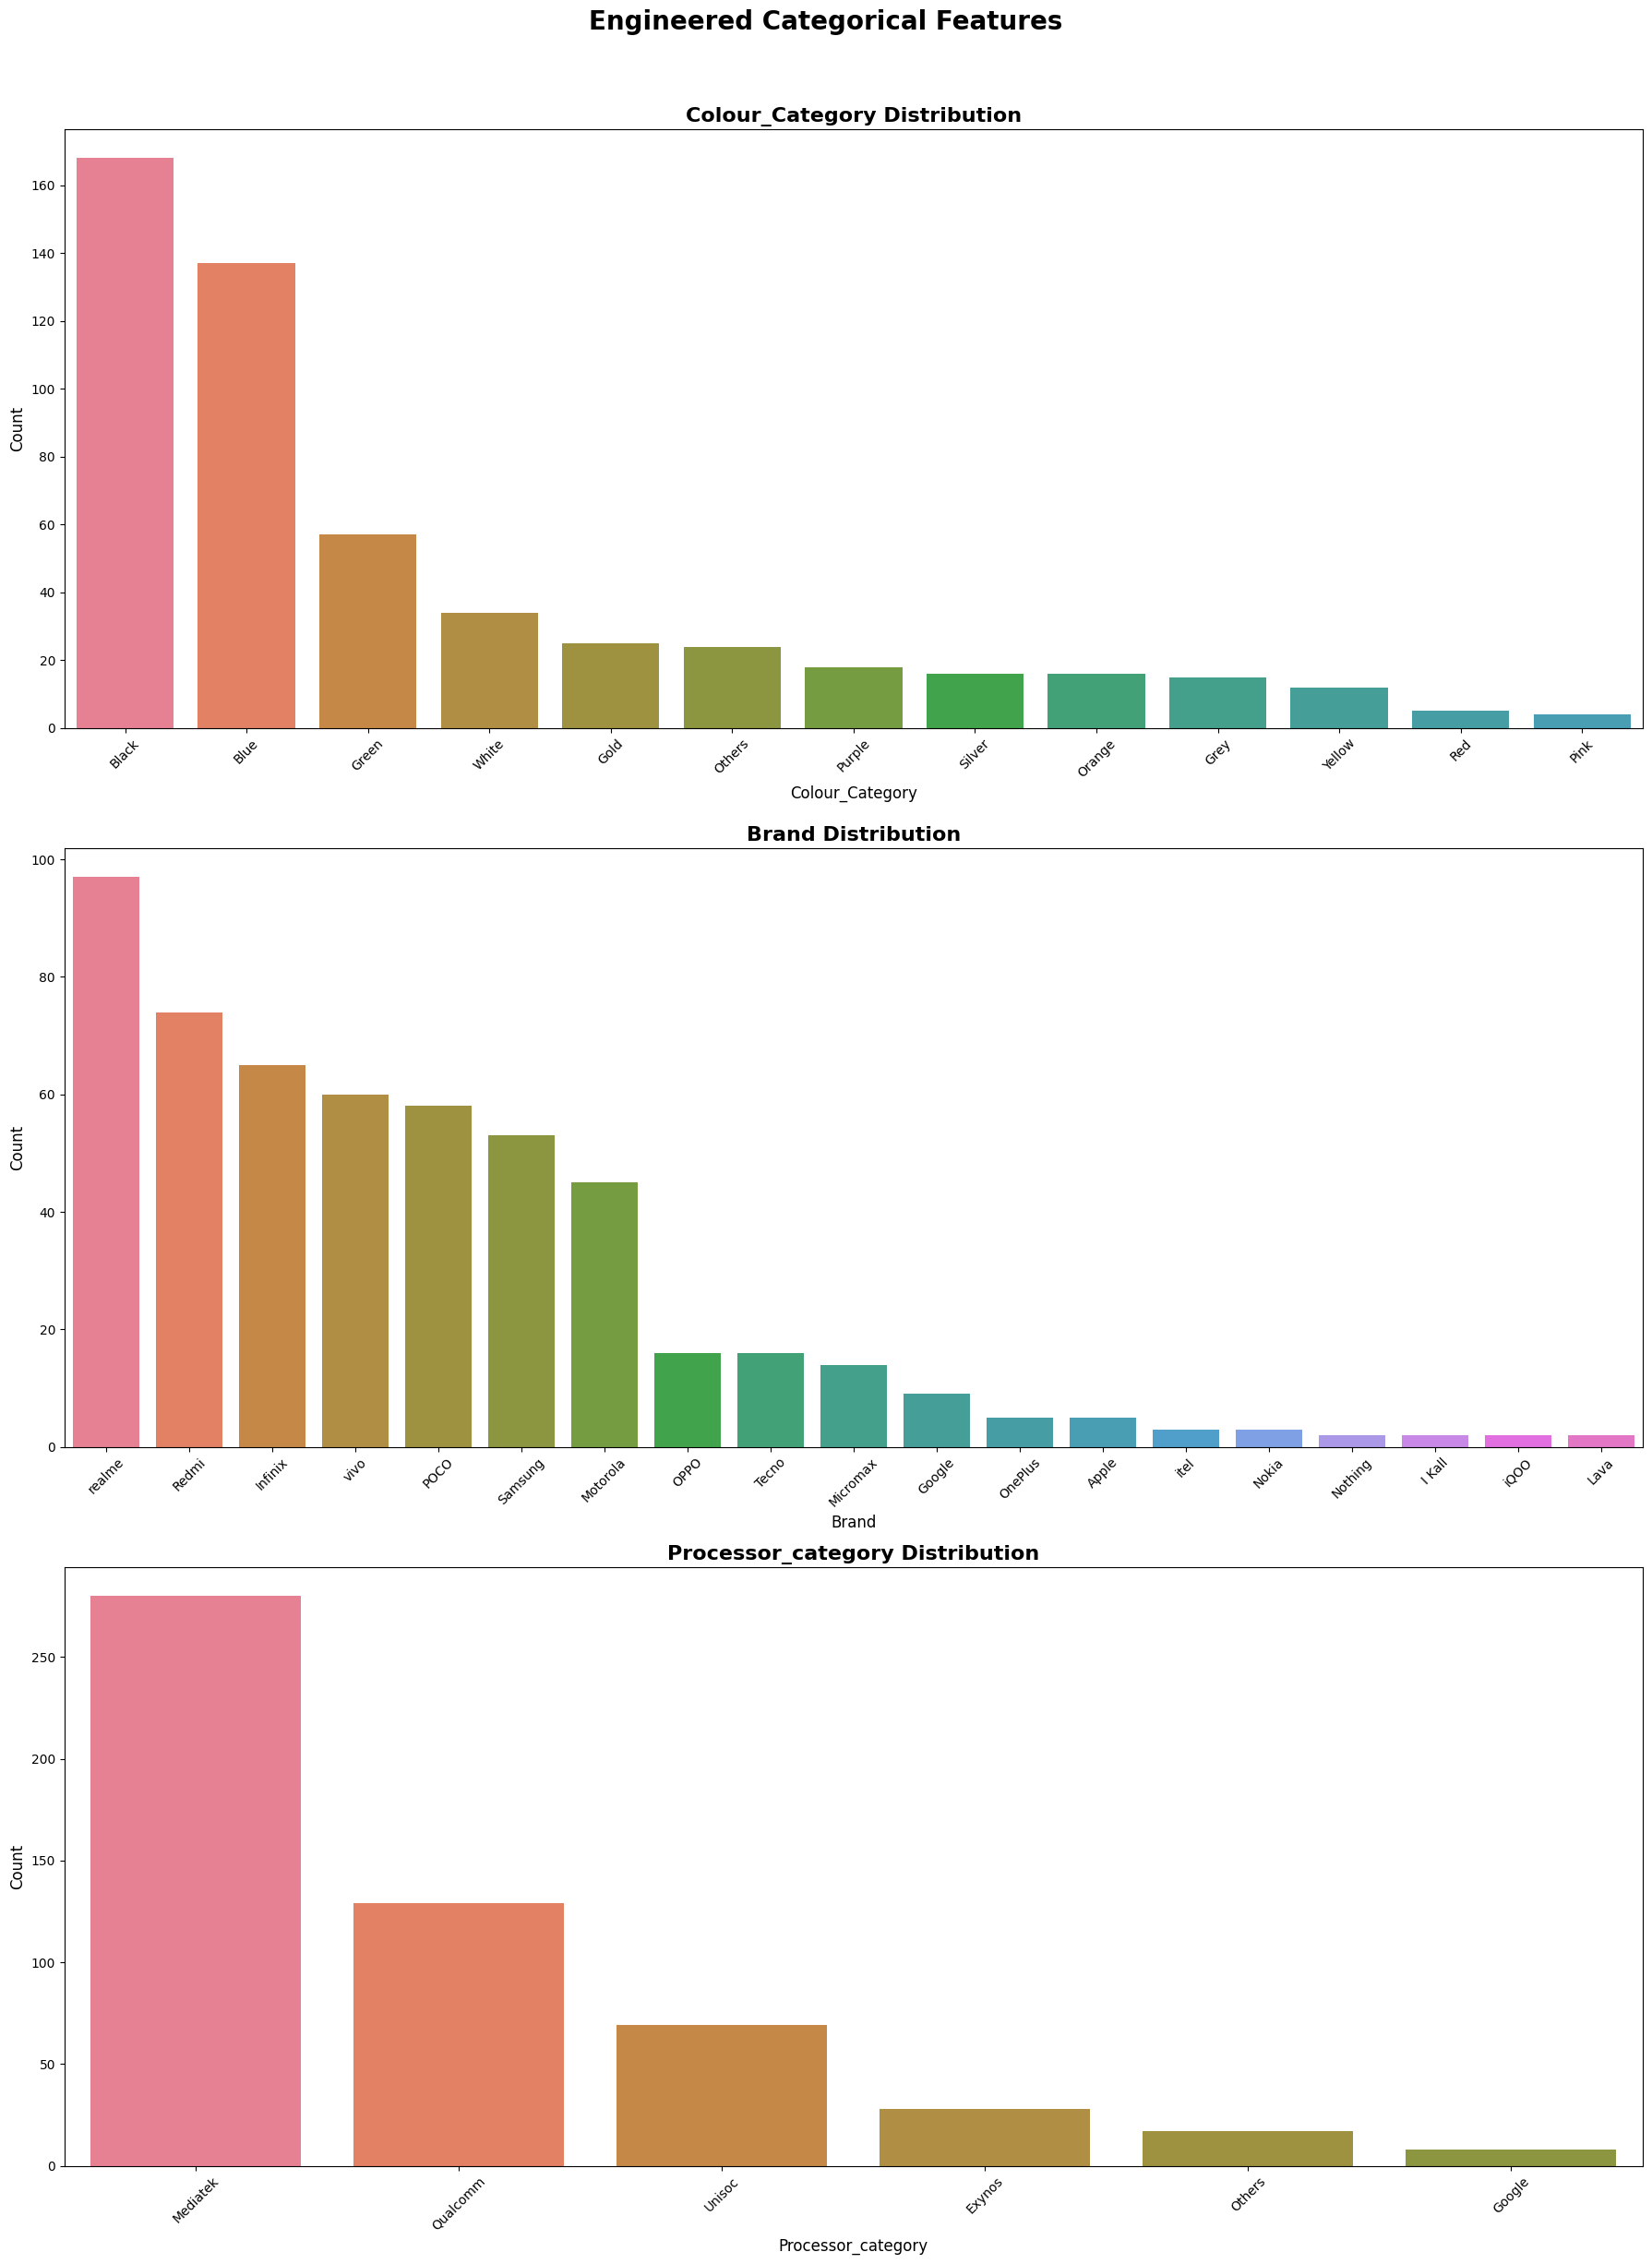 Engineered Categorical Features
Colour_Category Distribution
160
140
120
100
80
60
40
20
0
Count
Black Blue Green White Gold Others Purple Silver Orange Grey Yellow Red Pink
Colour_Category
Brand Distribution
100
80
60
40
20
0
Count
realme Redmi Infinix vivo POCO Samsung Motorola OPPO Tecno Micromax Google OnePlus Apple itel Nokia Nothing I Kall iQOO Lava
Brand
Processor_category Distribution
250
200
150
100
50
0
Count
Mediatek Qualcomm Unisoc Exynos Others Google
Processor_category